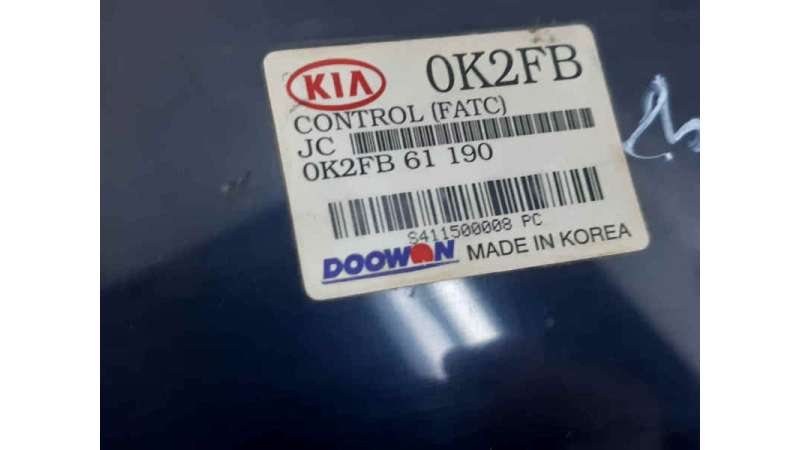 KIA 0K2FB
CONTROL (FATC)
JC
0K2FB 61 190
S411500008 PC
DOOWON MADE IN KOREA